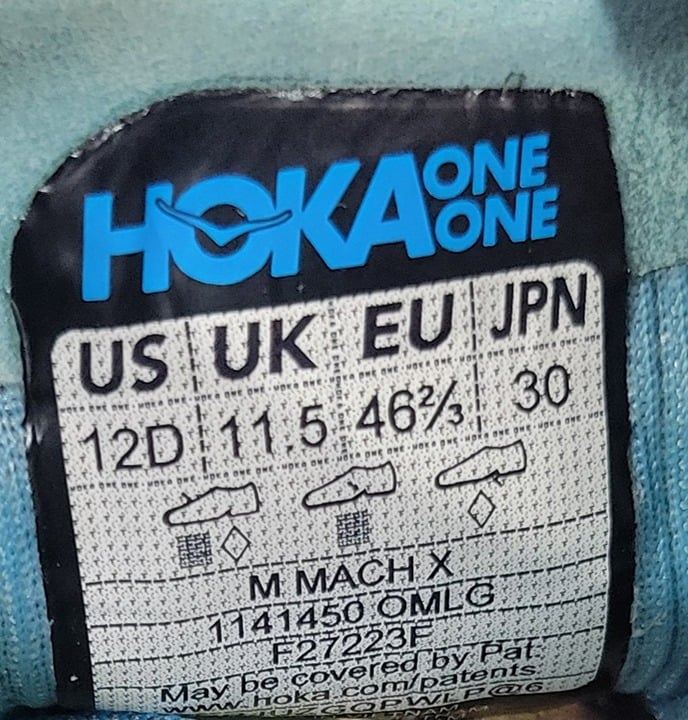 HOKA ONE ONE
US UK EU JPN
12D 11.5 46⅔ 30
M MACH X
1141450 OMLG
F27223F
May be covered by Pat:
www.hoka.com/patents